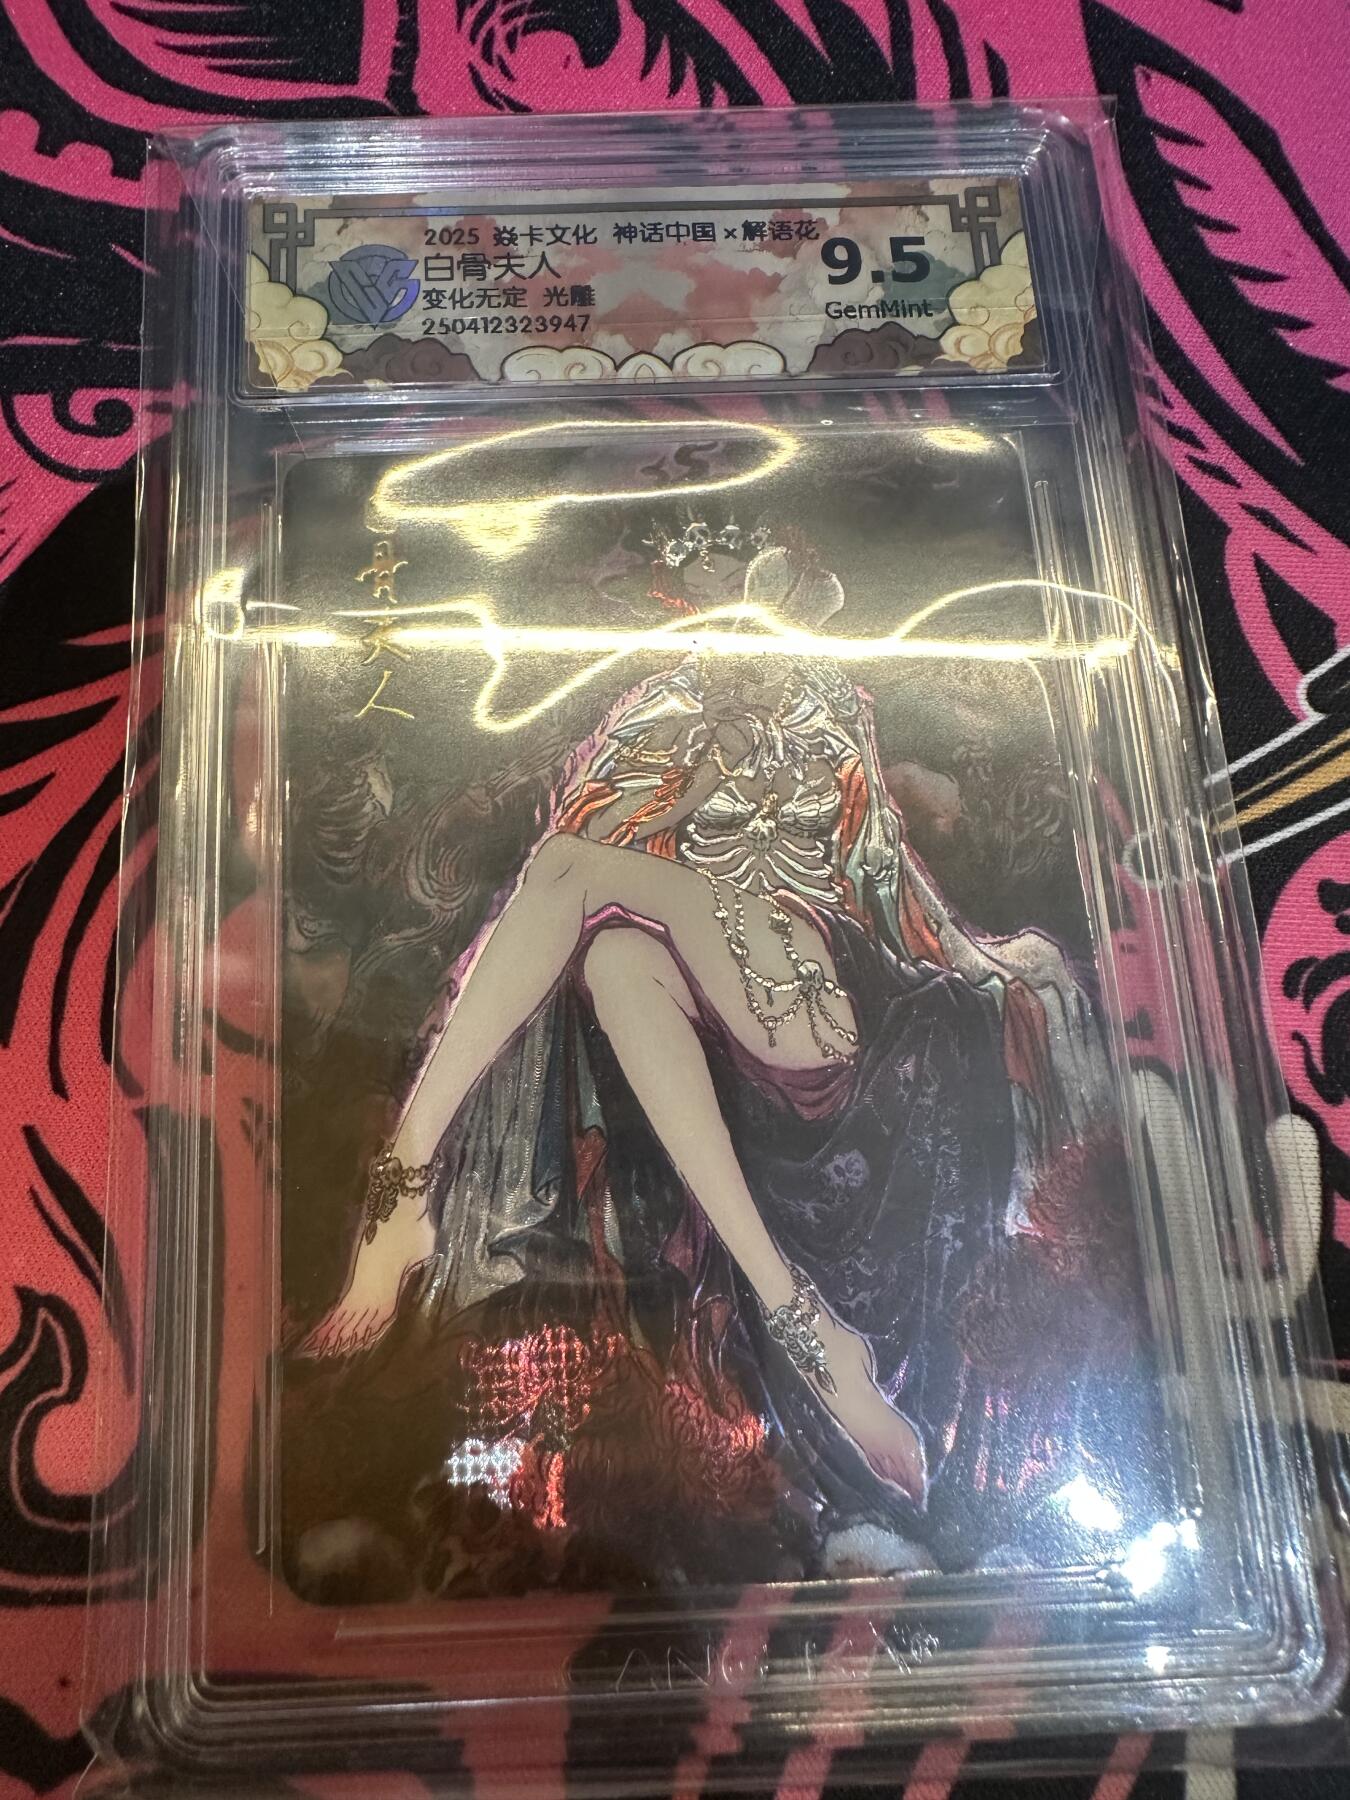 2025 焱卡文化 神话中国×解语花
白骨夫人
变化无定 光雕
250412323947
9.5
GemMint
骨夫人